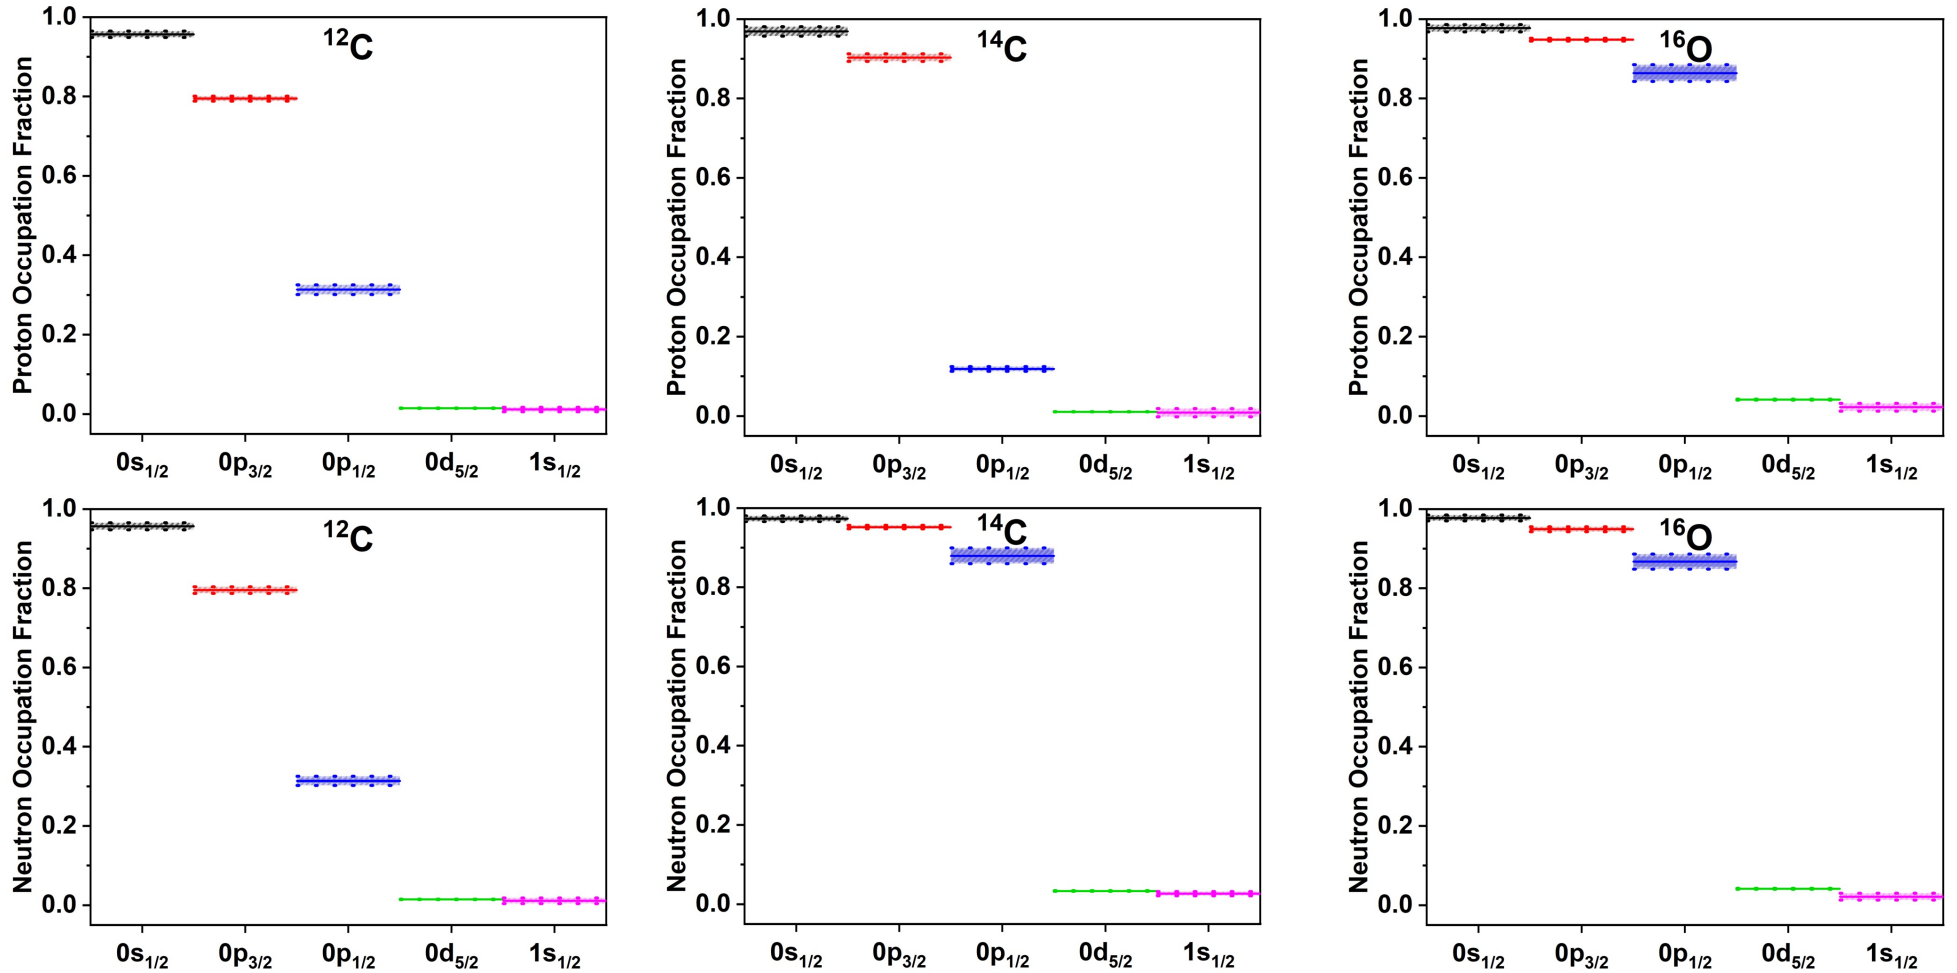 Proton Occupation Fraction
1.0
0.8
0.6
0.4
0.2
0.0
¹²C
0s₁/₂ 0p₃/₂ 0p₁/₂ 0d₅/₂ 1s₁/₂
Proton Occupation Fraction
1.0
0.8
0.6
0.4
0.2
0.0
¹⁴C
0s₁/₂ 0p₃/₂ 0p₁/₂ 0d₅/₂ 1s₁/₂
Proton Occupation Fraction
1.0
0.8
0.6
0.4
0.2
0.0
¹⁶O
0s₁/₂ 0p₃/₂ 0p₁/₂ 0d₅/₂ 1s₁/₂
Neutron Occupation Fraction
1.0
0.8
0.6
0.4
0.2
0.0
¹²C
0s₁/₂ 0p₃/₂ 0p₁/₂ 0d₅/₂ 1s₁/₂
Neutron Occupation Fraction
1.0
0.8
0.6
0.4
0.2
0.0
¹⁴C
0s₁/₂ 0p₃/₂ 0p₁/₂ 0d₅/₂ 1s₁/₂
Neutron Occupation Fraction
1.0
0.8
0.6
0.4
0.2
0.0
¹⁶O
0s₁/₂ 0p₃/₂ 0p₁/₂ 0d₅/₂ 1s₁/₂